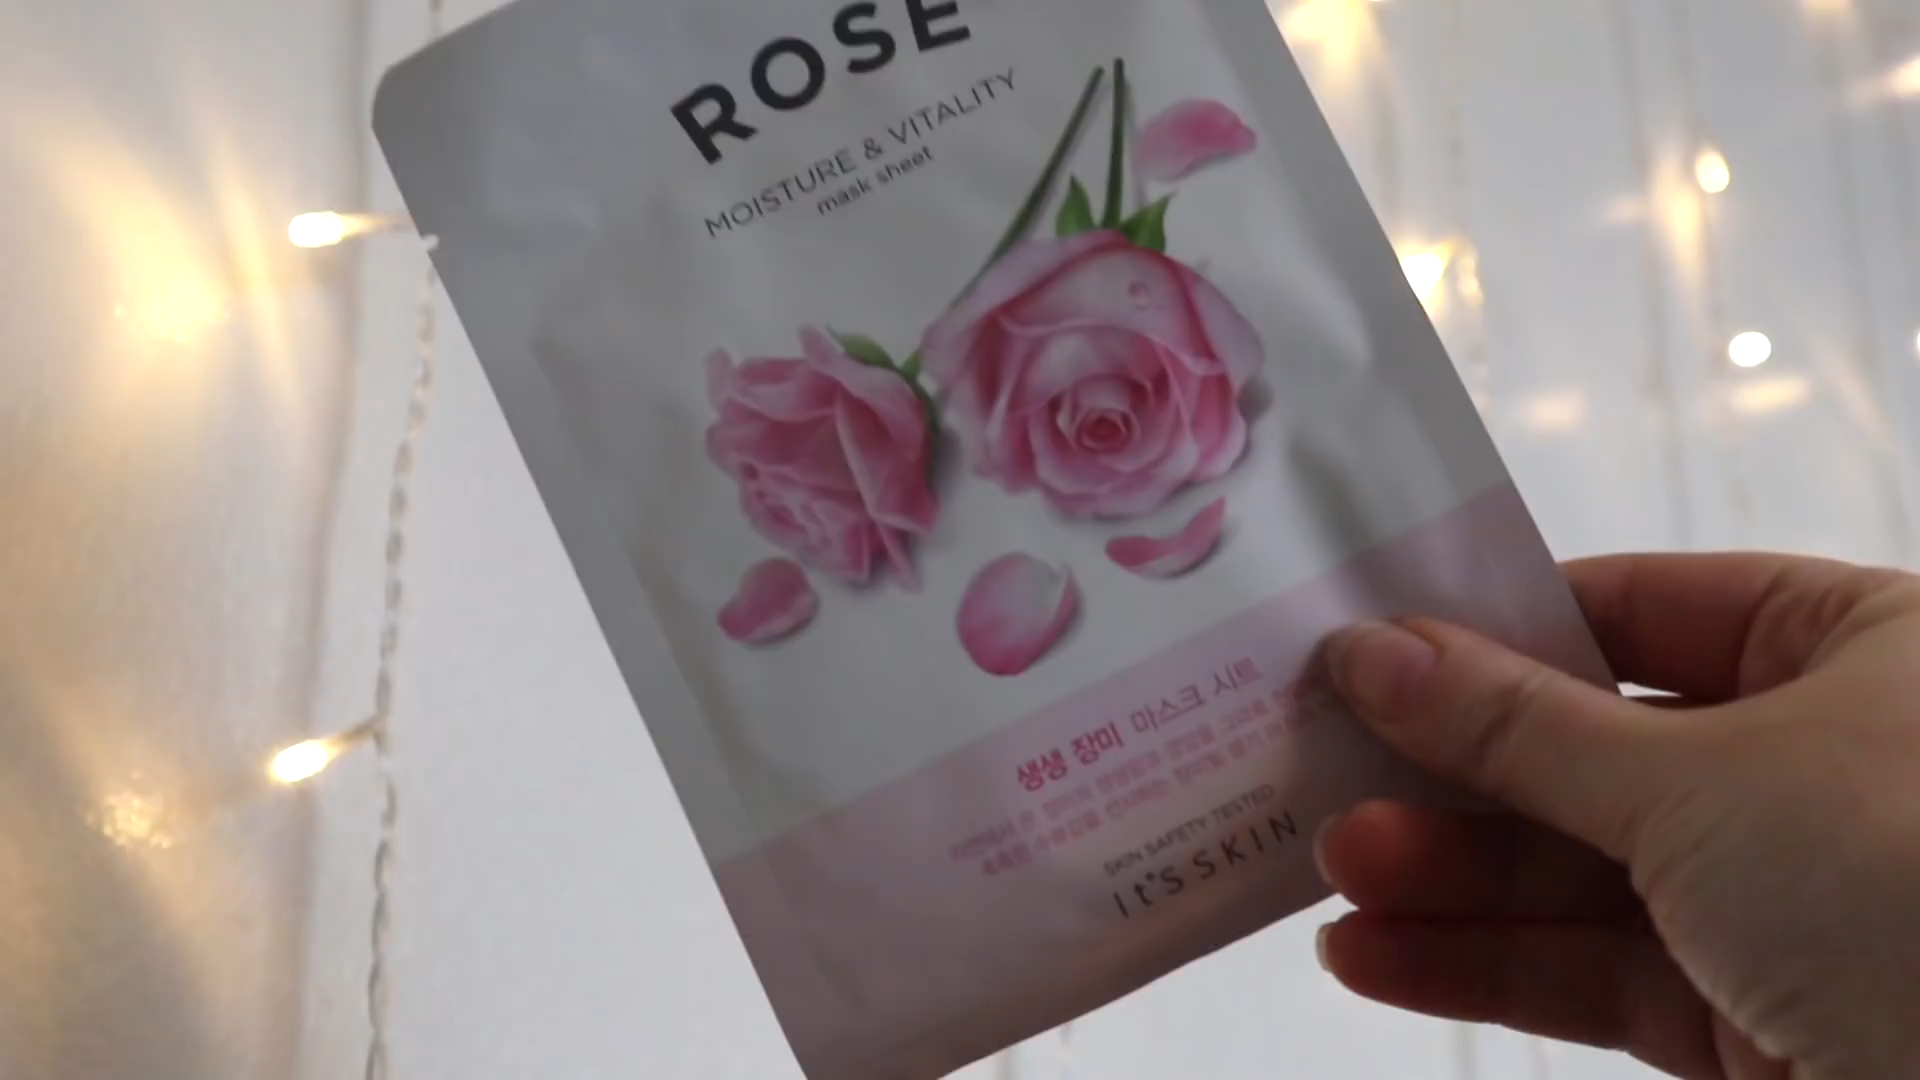 ROSE
MOISTURE & VITALITY
mask sheet
생생 장미 마스크 시트
SKIN SAFETY TESTED
It'S SKIN